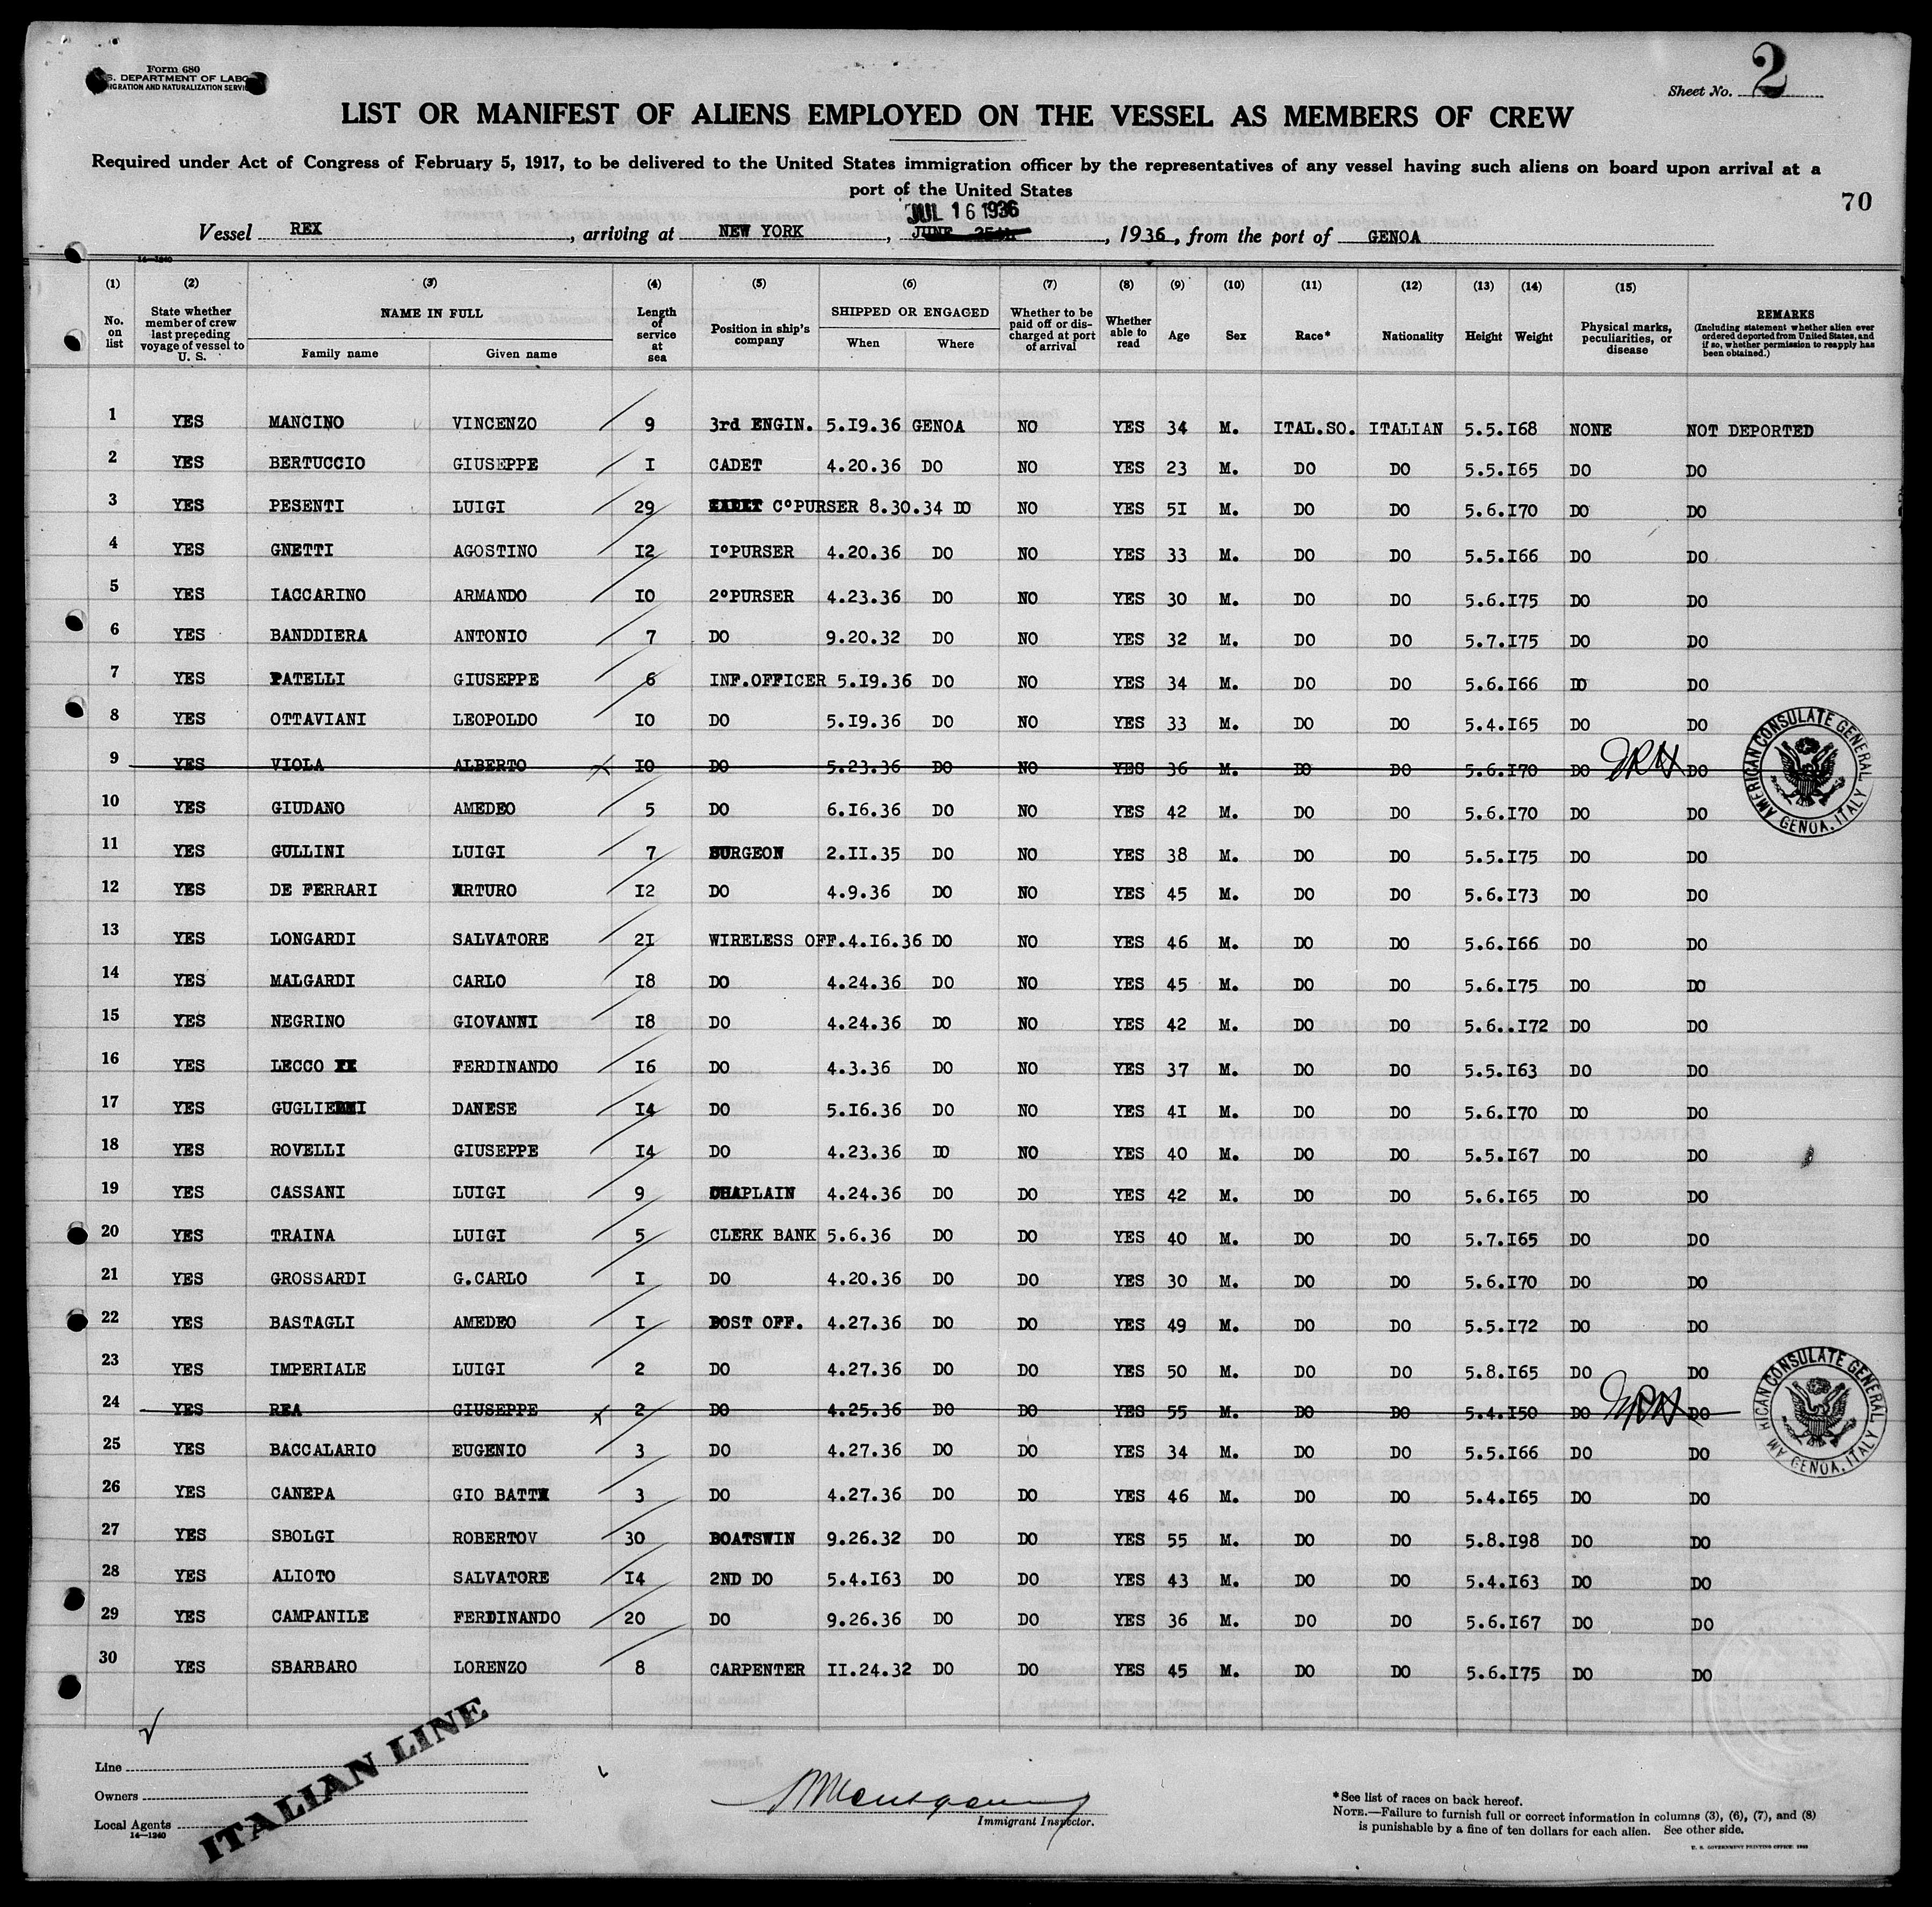 Form 680
U.S. DEPARTMENT OF LABOR
IMMIGRATION AND NATURALIZATION SERVICE
Sheet No. 2
LIST OR MANIFEST OF ALIENS EMPLOYED ON THE VESSEL AS MEMBERS OF CREW
Required under Act of Congress of February 5, 1917, to be delivered to the United States immigration officer by the representatives of any vessel having such aliens on board upon arrival at a
port of the United States
70
JUL 16 1936
Vessel REX, arriving at NEW YORK, JUNE 25th, 1936, from the port of GENOA
14—1240
(1) (2) (3) (4) (5) (6) (7) (8) (9) (10) (11) (12) (13) (14) (15)
No. on list State whether member of crew last preceding voyage of vessel to U. S. NAME IN FULL Family name Given name Length of service at sea Position in ship's company SHIPPED OR ENGAGED When Where Whether to be paid off or discharged at port of arrival Whether able to read Age Sex Race* Nationality Height Weight Physical marks, peculiarities, or disease REMARKS (Including statement whether alien ever ordered deported from United States, and if so, whether permission to reapply has been obtained.)
1 YES MANCINO VINCENZO 9 3rd ENGIN. 5.19.36 GENOA NO YES 34 M. ITAL.SO. ITALIAN 5.5.I68 NONE NOT DEPORTED
2 YES BERTUCCIO GIUSEPPE I CADET 4.20.36 DO NO YES 23 M. DO DO 5.5.I65 DO DO
3 YES PESENTI LUIGI 29 CADET C°PURSER 8.30.34 DO NO YES 5I M. DO DO 5.6.I70 DO DO
4 YES GNETTI AGOSTINO I2 I°PURSER 4.20.36 DO NO YES 33 M. DO DO 5.5.I66 DO DO
5 YES IACCARINO ARMANDO IO 2°PURSER 4.23.36 DO NO YES 30 M. DO DO 5.6.I75 DO DO
6 YES BANDDIERA ANTONIO 7 DO 9.20.32 DO NO YES 32 M. DO DO 5.7.I75 DO DO
7 YES PATELLI GIUSEPPE 6 INF.OFFICER 5.I9.36 DO NO YES 34 M. DO DO 5.6.I66 DO DO
8 YES OTTAVIANI LEOPOLDO IO DO 5.I9.36 DO NO YES 33 M. DO DO 5.4.I65 DO DO
9 YES VIOLA ALBERTO IO DO 5.23.36 DO NO YES 36 M. DO DO 5.6.I70 DO DO
10 YES GIUDANO AMEDEO 5 DO 6.I6.36 DO NO YES 42 M. DO DO 5.6.I70 DO DO
11 YES GULLINI LUIGI 7 SURGEON 2.II.35 DO NO YES 38 M. DO DO 5.5.I75 DO DO
12 YES DE FERRARI ARTURO I2 DO 4.9.36 DO NO YES 45 M. DO DO 5.6.I73 DO DO
13 YES LONGARDI SALVATORE 2I WIRELESS OFF.4.I6.36 DO NO YES 46 M. DO DO 5.6.I66 DO DO
14 YES MALGARDI CARLO I8 DO 4.24.36 DO NO YES 45 M. DO DO 5.6.I75 DO DO
15 YES NEGRINO GIOVANNI I8 DO 4.24.36 DO NO YES 42 M. DO DO 5.6..I72 DO DO
16 YES LECCO FERDINANDO I6 DO 4.3.36 DO NO YES 37 M. DO DO 5.5.I63 DO DO
17 YES GUGLIELMI DANESE I4 DO 5.I6.36 DO NO YES 4I M. DO DO 5.6.I70 DO DO
18 YES ROVELLI GIUSEPPE I4 DO 4.23.36 DO NO YES 40 M. DO DO 5.5.I67 DO DO
19 YES CASSANI LUIGI 9 CHAPLAIN 4.24.36 DO DO YES 42 M. DO DO 5.6.I65 DO DO
20 YES TRAINA LUIGI 5 CLERK BANK 5.6.36 DO DO YES 40 M. DO DO 5.7.I65 DO DO
21 YES GROSSARDI G.CARLO I DO 4.20.36 DO DO YES 30 M. DO DO 5.6.I70 DO DO
22 YES BASTAGLI AMEDEO I POST OFF. 4.27.36 DO DO YES 49 M. DO DO 5.5.I72 DO DO
23 YES IMPERIALE LUIGI 2 DO 4.27.36 DO DO YES 50 M. DO DO 5.8.I65 DO DO
24 YES REA GIUSEPPE 2 DO 4.25.36 DO DO YES 55 M. DO DO 5.4.I50 DO DO
25 YES BACCALARIO EUGENIO 3 DO 4.27.36 DO DO YES 34 M. DO DO 5.5.I66 DO DO
26 YES CANEPA GIO BATTA 3 DO 4.27.36 DO DO YES 46 M. DO DO 5.4.I65 DO DO
27 YES SBOLGI ROBERTOV 30 BOATSWIN 9.26.32 DO DO YES 55 M. DO DO 5.8.I98 DO DO
28 YES ALIOTO SALVATORE I4 2ND DO 5.4.I63 DO DO YES 43 M. DO DO 5.4.I63 DO DO
29 YES CAMPANILE FERDINANDO 20 DO 9.26.36 DO DO YES 36 M. DO DO 5.6.I67 DO DO
30 YES SBARBARO LORENZO 8 CARPENTER II.24.32 DO DO YES 45 M. DO DO 5.6.I75 DO DO
AMERICAN CONSULATE GENERAL GENOA, ITALY
AMERICAN CONSULATE GENERAL GENOA, ITALY
Line
Owners
Local Agents
14—1240
ITALIAN LINE
Immigrant Inspector.
*See list of races on back hereof.
NOTE.—Failure to furnish full or correct information in columns (3), (6), (7), and (8)
is punishable by a fine of ten dollars for each alien. See other side.
U. S. GOVERNMENT PRINTING OFFICE